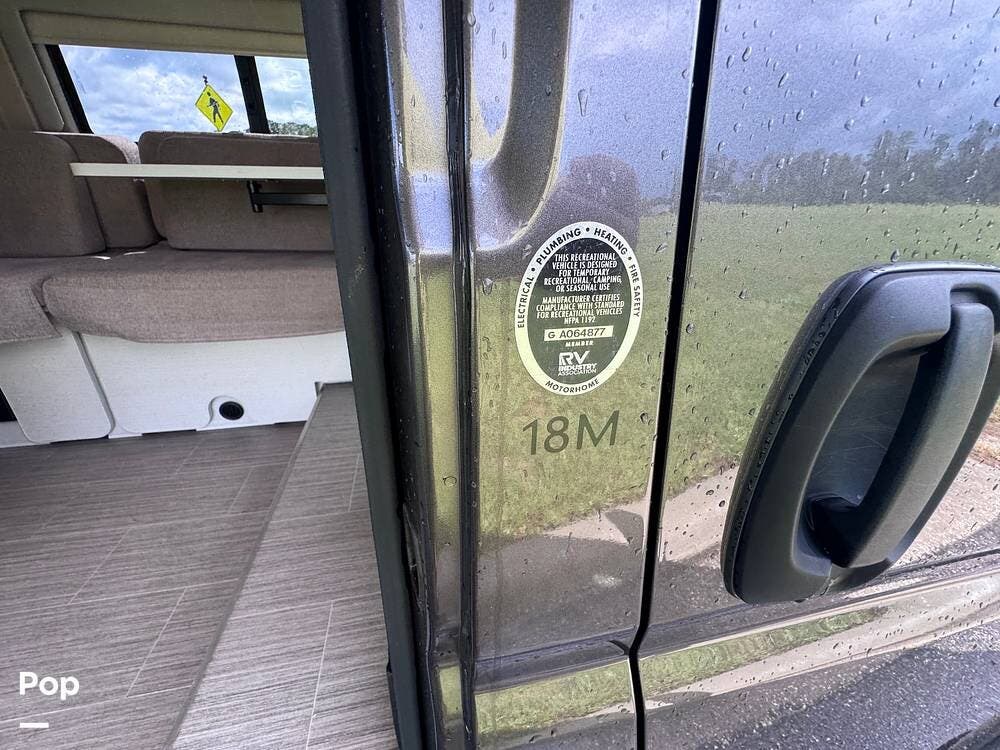 ELECTRICAL • PLUMBING • HEATING • FIRE SAFETY
THIS RECREATIONAL
VEHICLE IS DESIGNED
FOR TEMPORARY
RECREATIONAL, CAMPING,
OR SEASONAL USE
MANUFACTURER CERTIFIES
COMPLIANCE WITH STANDARD
FOR RECREATIONAL VEHICLES
NFPA 1192
G A064877
MEMBER
RV
INDUSTRY
ASSOCIATION
MOTORHOME
18M
Pop